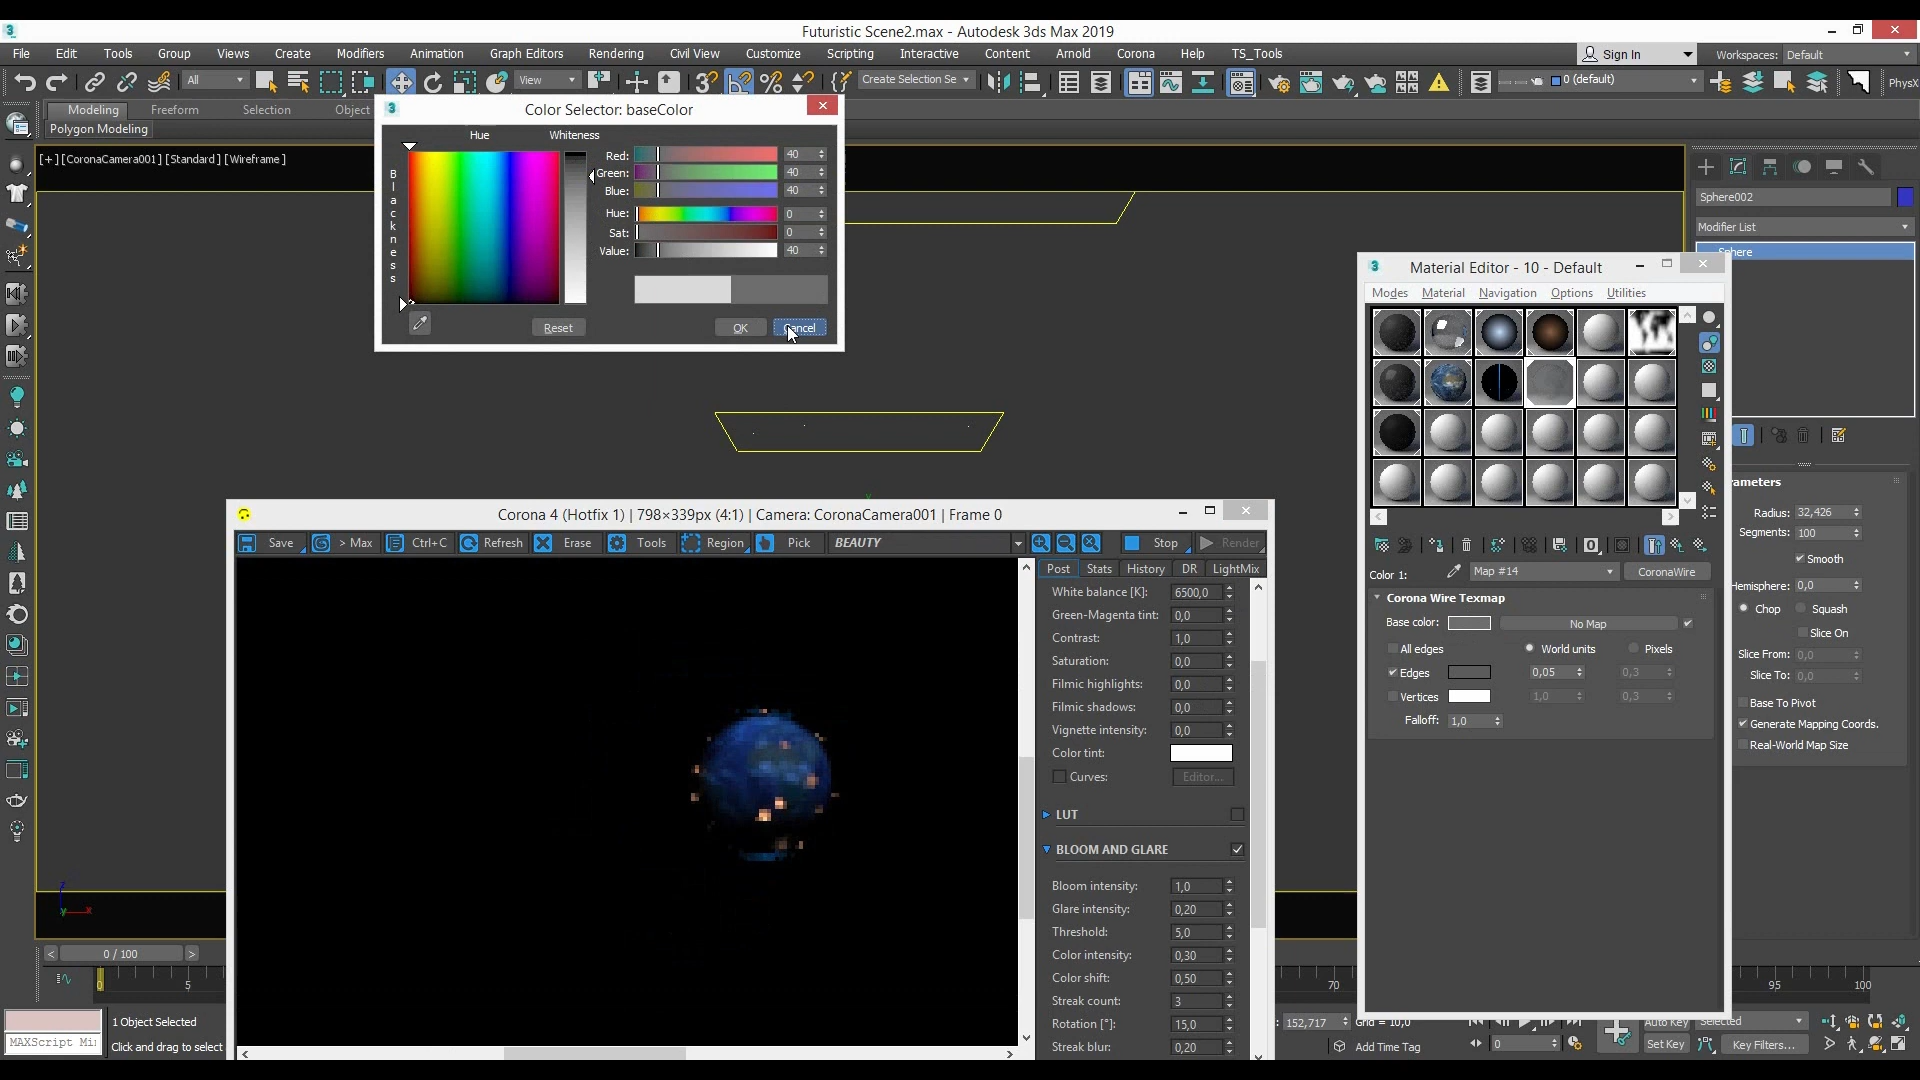 Futuristic Scene2.max - Autodesk 3ds Max 2019
File Edit Tools Group Views Create Modifiers Animation Graph Editors Rendering Civil View Customize Scripting Interactive Content Arnold Corona Help TS_Tools
Sign In
Workspaces: Default
All
View
Create Selection Se
0 (default)
PhysX
Modeling Freeform Selection Object
Polygon Modeling
[+] [CoronaCamera001] [Standard] [Wireframe]
Color Selector: baseColor
Hue Whiteness
Blackness
Red: 40
Green: 40
Blue: 40
Hue: 0
Sat: 0
Value: 40
Reset OK Cancel
Sphere002
Modifier List
Sphere
Material Editor - 10 - Default
Modes Material Navigation Options Utilities
Color 1: Map #14 CoronaWire
Corona Wire Texmap
Base color: No Map
All edges World units Pixels
Edges 0,05 0,3
Vertices 1,0 0,3
Falloff: 1,0
ameters
Radius: 32,426
Segments: 100
Smooth
Hemisphere: 0,0
Chop Squash
Slice On
Slice From: 0,0
Slice To: 0,0
Base To Pivot
Generate Mapping Coords.
Real-World Map Size
Corona 4 (Hotfix 1) | 798×339px (4:1) | Camera: CoronaCamera001 | Frame 0
Save > Max Ctrl+C Refresh Erase Tools Region Pick BEAUTY Stop Render
Post Stats History DR LightMix
White balance [K]: 6500,0
Green-Magenta tint: 0,0
Contrast: 1,0
Saturation: 0,0
Filmic highlights: 0,0
Filmic shadows: 0,0
Vignette intensity: 0,0
Color tint:
Curves: Editor...
LUT
BLOOM AND GLARE
Bloom intensity: 1,0
Glare intensity: 0,20
Threshold: 5,0
Color intensity: 0,30
Color shift: 0,50
Streak count: 3
Rotation [°]: 15,0
Streak blur: 0,20
z
y x
0 / 100
0 5 70 95 100
1 Object Selected
MAXScript Mi
Click and drag to select
152,717
Grid = 10,0
Add Time Tag
Auto Key Selected
0
Set Key Key Filters...